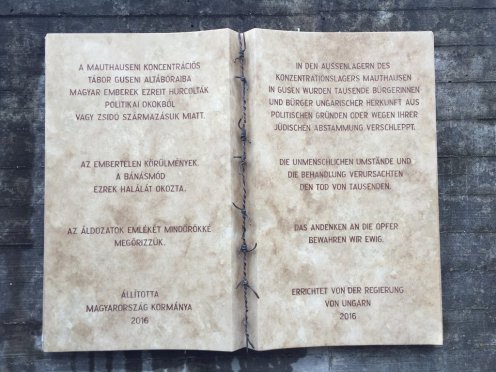 A MAUTHAUSENI KONCENTRÁCIÓS
TÁBOR GUSENI ALTÁBORAIBA
MAGYAR EMBEREK EZREIT HURCOLTÁK
POLITIKAI OKOKBÓL
VAGY ZSIDÓ SZÁRMAZÁSUK MIATT.
AZ EMBERTELEN KÖRÜLMÉNYEK,
A BÁNÁSMÓD
EZREK HALÁLÁT OKOZTA.
AZ ÁLDOZATOK EMLÉKÉT MINDÖRÖKKÉ
MEGŐRIZZÜK.
ÁLLÍTOTTA
MAGYARORSZÁG KORMÁNYA
2016
IN DEN AUSSENLAGERN DES
KONZENTRATIONSLAGERS MAUTHAUSEN
IN GUSEN WURDEN TAUSENDE BÜRGERINNEN
UND BÜRGER UNGARISCHER HERKUNFT AUS
POLITISCHEN GRÜNDEN ODER WEGEN IHRER
JÜDISCHEN ABSTAMMUNG VERSCHLEPPT.
DIE UNMENSCHLICHEN UMSTÄNDE UND
DIE BEHANDLUNG VERURSACHTEN
DEN TOD VON TAUSENDEN.
DAS ANDENKEN AN DIE OPFER
BEWAHREN WIR EWIG.
ERRICHTET VON DER REGIERUNG
VON UNGARN
2016